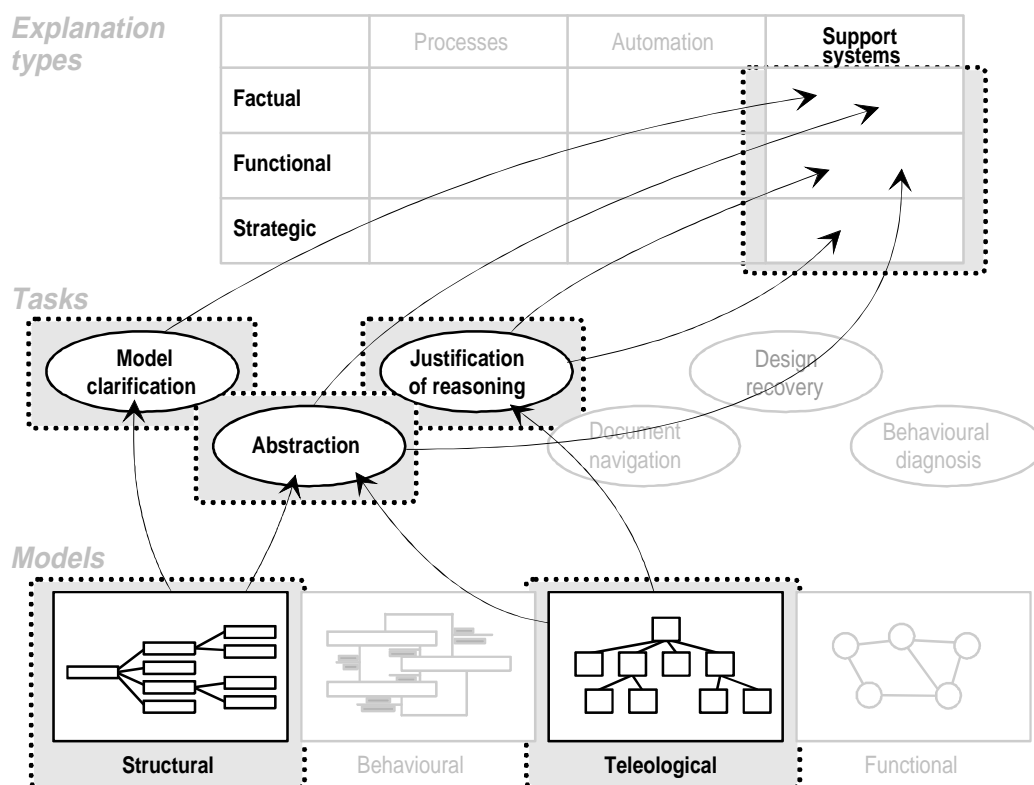 Explanation
types
Processes
Automation
Support
systems
Factual
Functional
Strategic
Tasks
Model
clarification
Justification
of reasoning
Design
recovery
Abstraction
Document
navigation
Behavioural
diagnosis
Models
Structural
Behavioural
Teleological
Functional